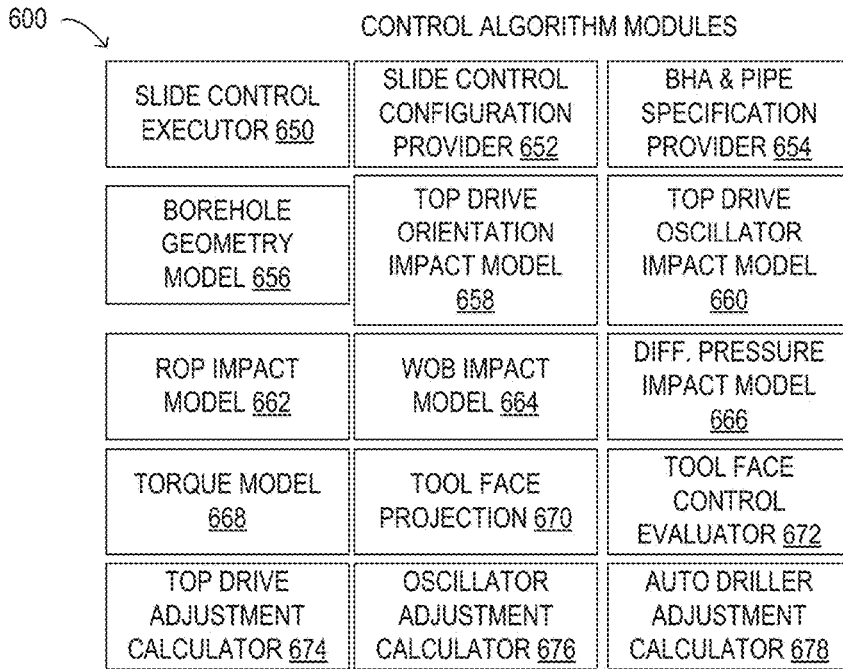 600
CONTROL ALGORITHM MODULES
SLIDE CONTROL
EXECUTOR 650
SLIDE CONTROL
CONFIGURATION
PROVIDER 652
BHA & PIPE
SPECIFICATION
PROVIDER 654
BOREHOLE
GEOMETRY
MODEL 656
TOP DRIVE
ORIENTATION
IMPACT MODEL
658
TOP DRIVE
OSCILLATOR
IMPACT MODEL
660
ROP IMPACT
MODEL 662
WOB IMPACT
MODEL 664
DIFF. PRESSURE
IMPACT MODEL
666
TORQUE MODEL
668
TOOL FACE
PROJECTION 670
TOOL FACE
CONTROL
EVALUATOR 672
TOP DRIVE
ADJUSTMENT
CALCULATOR 674
OSCILLATOR
ADJUSTMENT
CALCULATOR 676
AUTO DRILLER
ADJUSTMENT
CALCULATOR 678